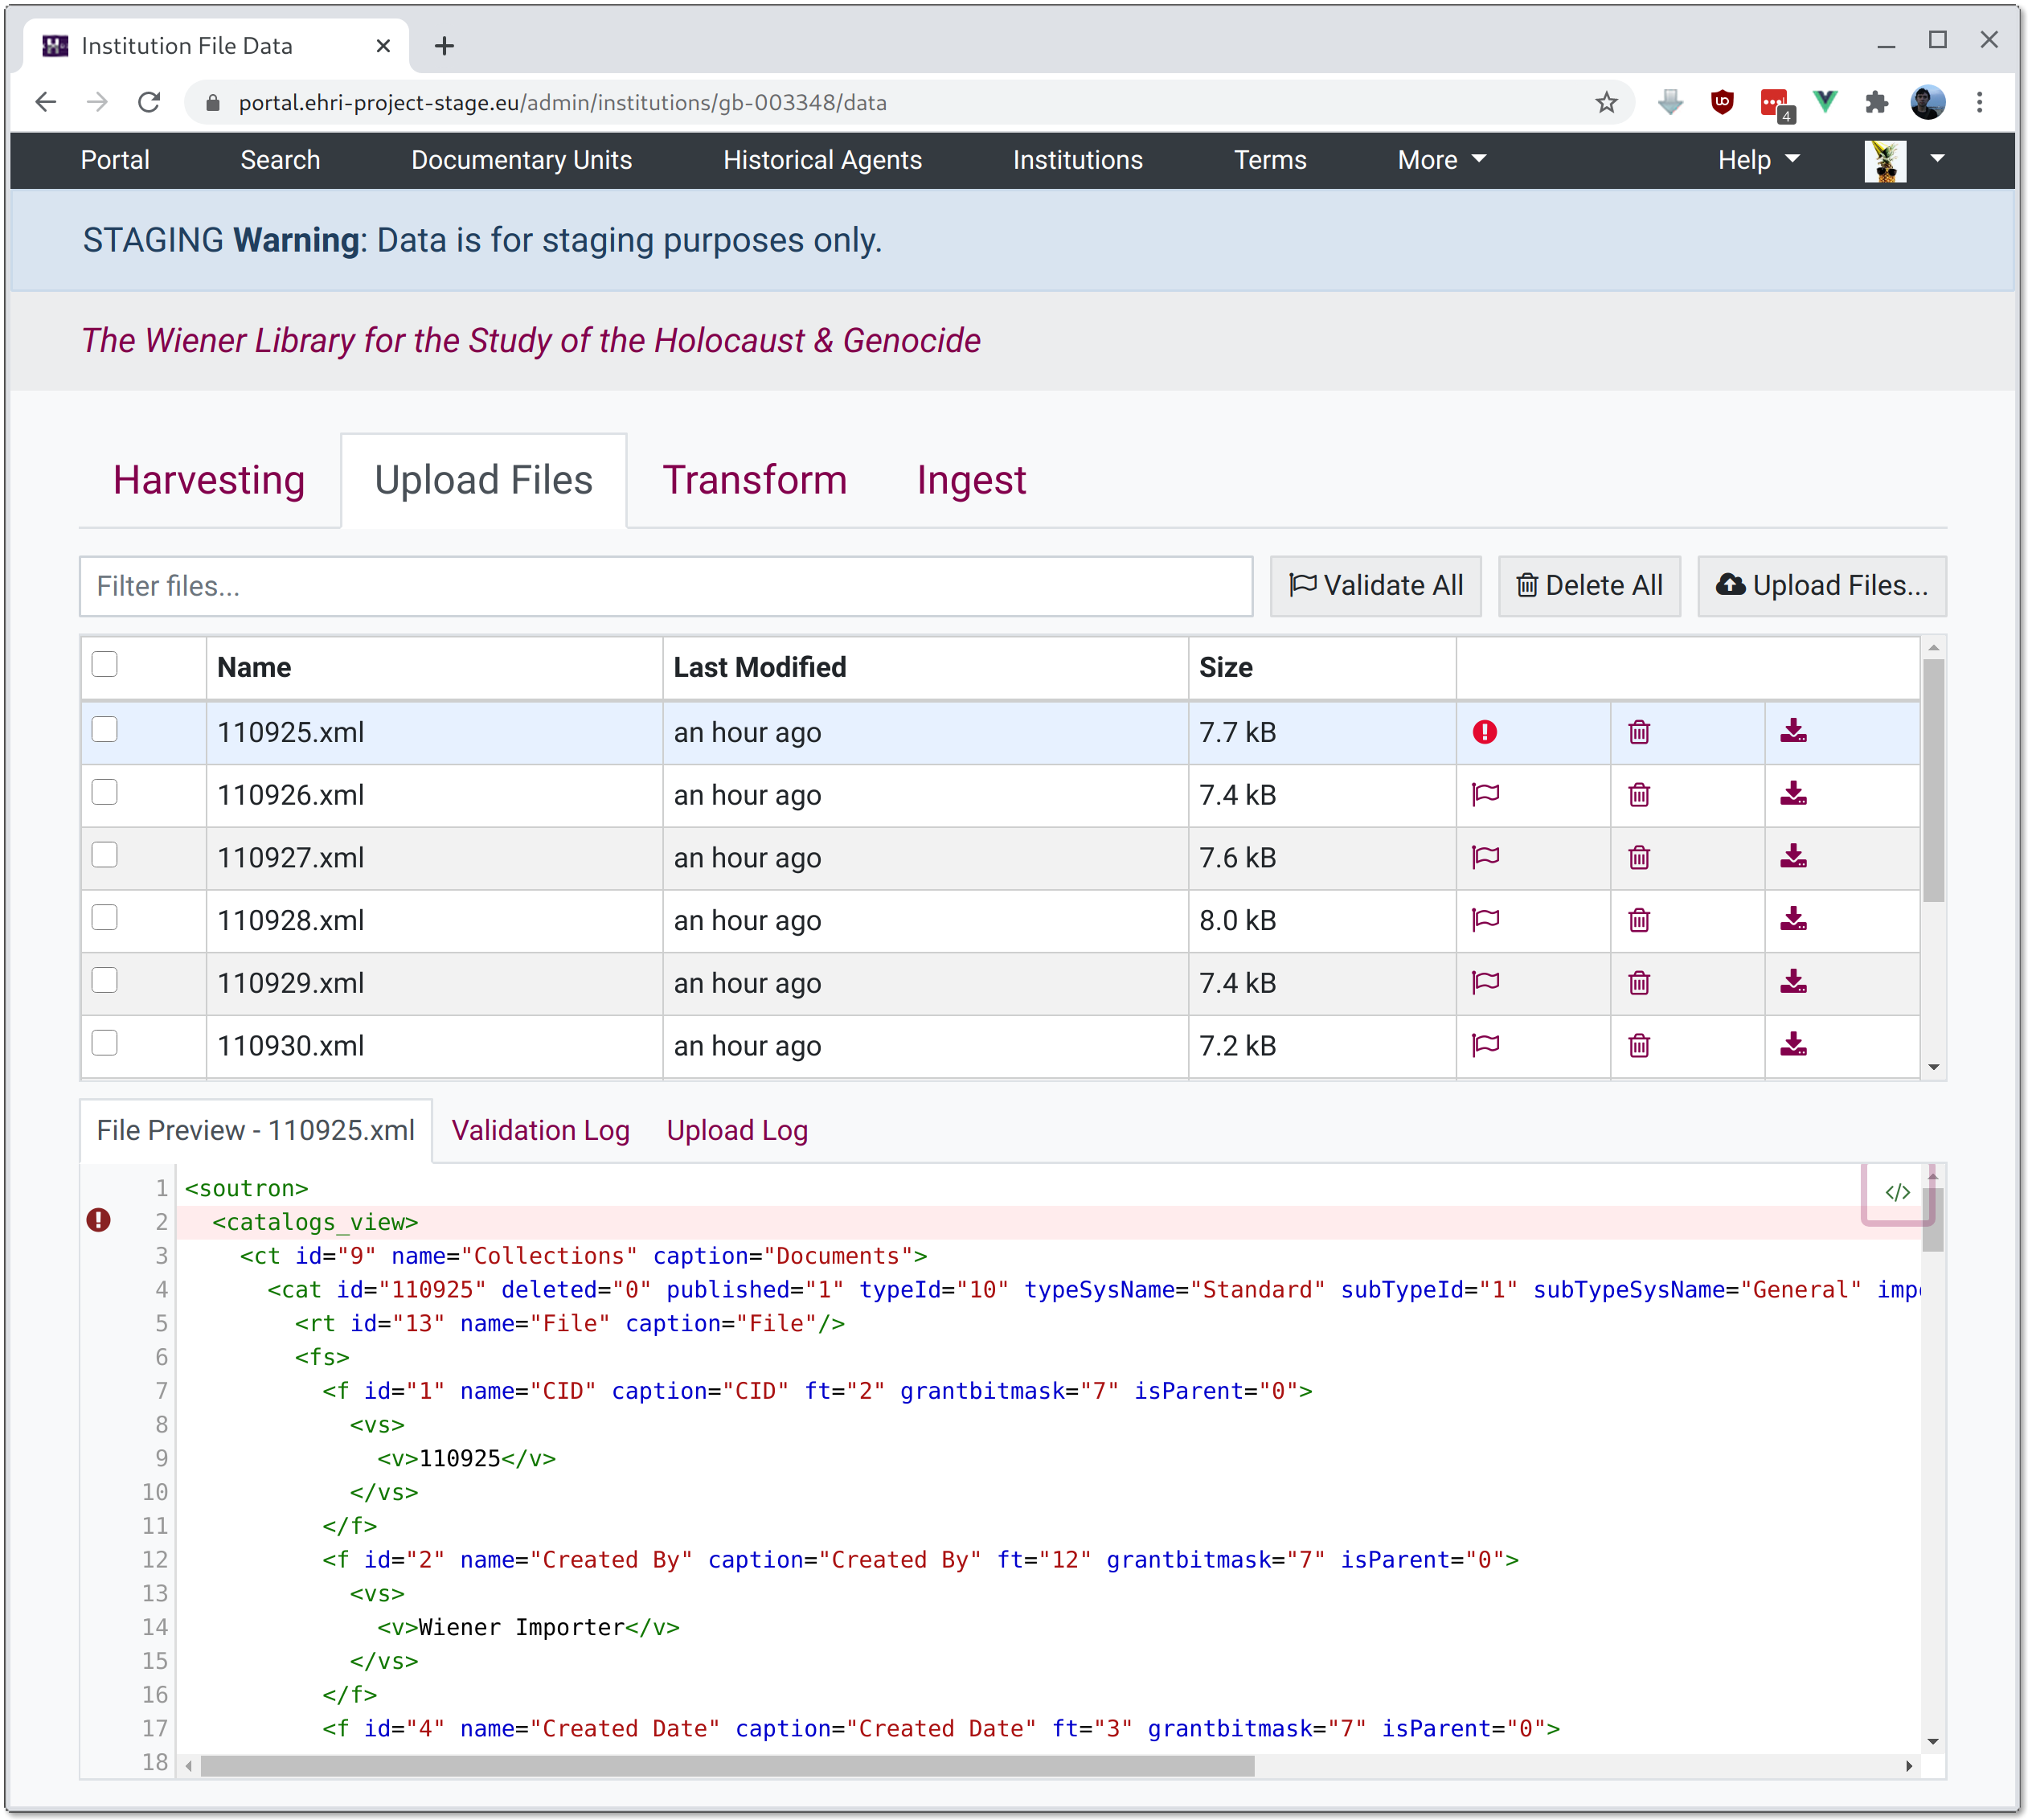 Institution File Data
portal.ehri-project-stage.eu/admin/institutions/gb-003348/data
4
Portal Search Documentary Units Historical Agents Institutions Terms More Help
STAGING Warning: Data is for staging purposes only.
The Wiener Library for the Study of the Holocaust & Genocide
Harvesting Upload Files Transform Ingest
Filter files... Validate All Delete All Upload Files...
Name Last Modified Size
110925.xml an hour ago 7.7 kB
110926.xml an hour ago 7.4 kB
110927.xml an hour ago 7.6 kB
110928.xml an hour ago 8.0 kB
110929.xml an hour ago 7.4 kB
110930.xml an hour ago 7.2 kB
File Preview - 110925.xml Validation Log Upload Log
1 <soutron>
2 <catalogs_view>
3 <ct id="9" name="Collections" caption="Documents">
4 <cat id="110925" deleted="0" published="1" typeId="10" typeSysName="Standard" subTypeId="1" subTypeSysName="General" imp
5 <rt id="13" name="File" caption="File"/>
6 <fs>
7 <f id="1" name="CID" caption="CID" ft="2" grantbitmask="7" isParent="0">
8 <vs>
9 <v>110925</v>
10 </vs>
11 </f>
12 <f id="2" name="Created By" caption="Created By" ft="12" grantbitmask="7" isParent="0">
13 <vs>
14 <v>Wiener Importer</v>
15 </vs>
16 </f>
17 <f id="4" name="Created Date" caption="Created Date" ft="3" grantbitmask="7" isParent="0">
18